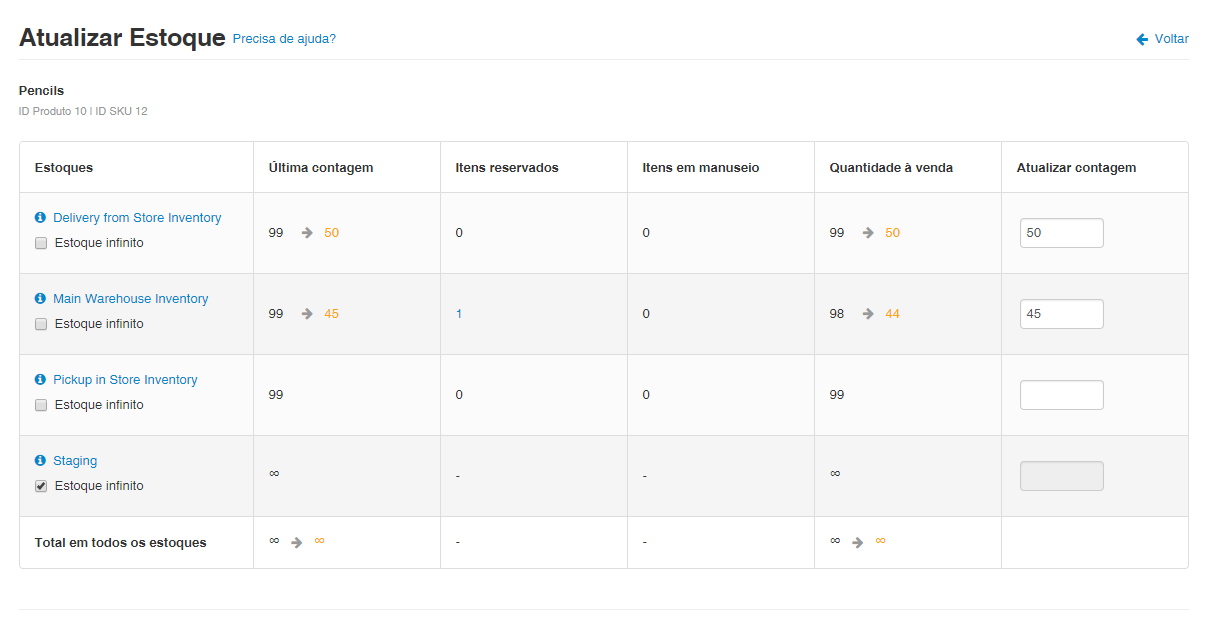 Atualizar Estoque Precisa de ajuda? Voltar
Pencils
ID Produto 10 | ID SKU 12
Estoques Última contagem Itens reservados Itens em manuseio Quantidade à venda Atualizar contagem
Delivery from Store Inventory
Estoque infinito
99 → 50 0 0 99 → 50 50
Main Warehouse Inventory
Estoque infinito
99 → 45 1 0 98 → 44 45
Pickup in Store Inventory
Estoque infinito
99 0 0 99
Staging
Estoque infinito
∞ - - ∞
Total em todos os estoques ∞ → ∞ - - ∞ → ∞